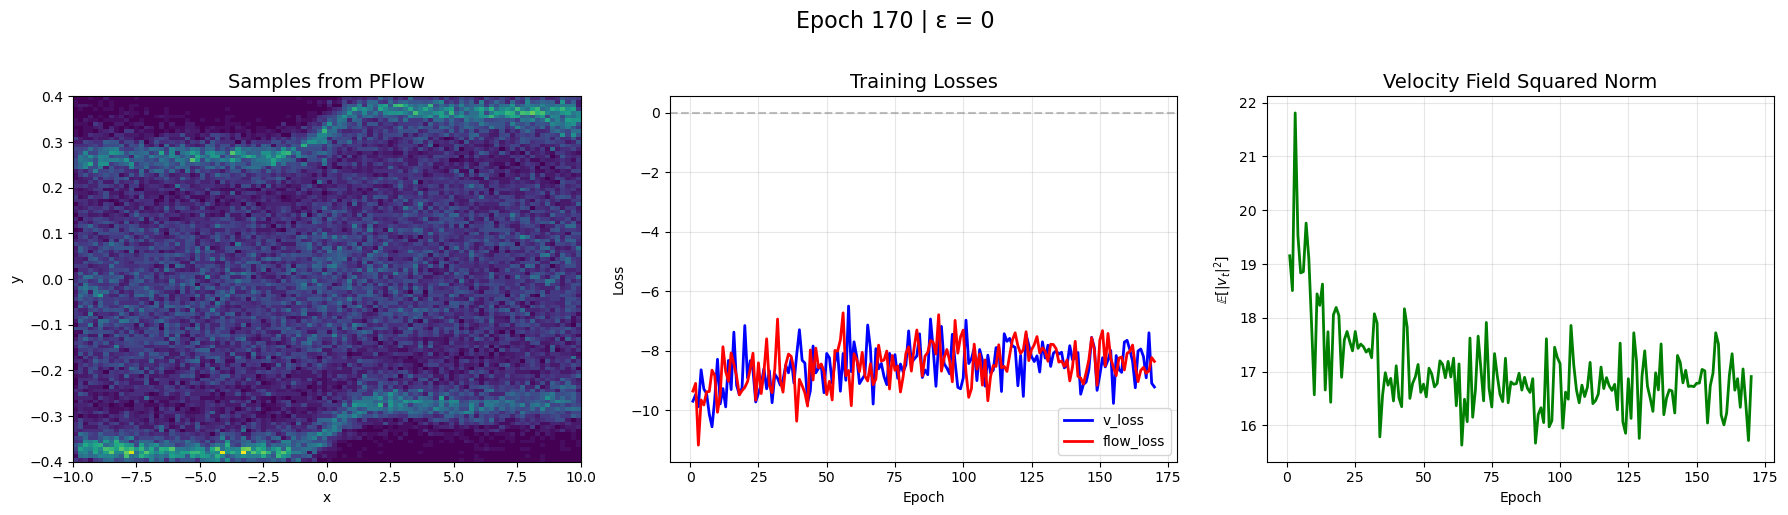 Epoch 170 | ε = 0
Samples from PFlow
0.4
0.3
0.2
0.1
0.0
−0.1
−0.2
−0.3
−0.4
y
−10.0 −7.5 −5.0 −2.5 0.0 2.5 5.0 7.5 10.0
x
Training Losses
0
−2
−4
−6
−8
−10
Loss
v_loss
flow_loss
0 25 50 75 100 125 150 175
Epoch
Velocity Field Squared Norm
22
21
20
19
18
17
16
𝔼[|v_t|²]
0 25 50 75 100 125 150 175
Epoch